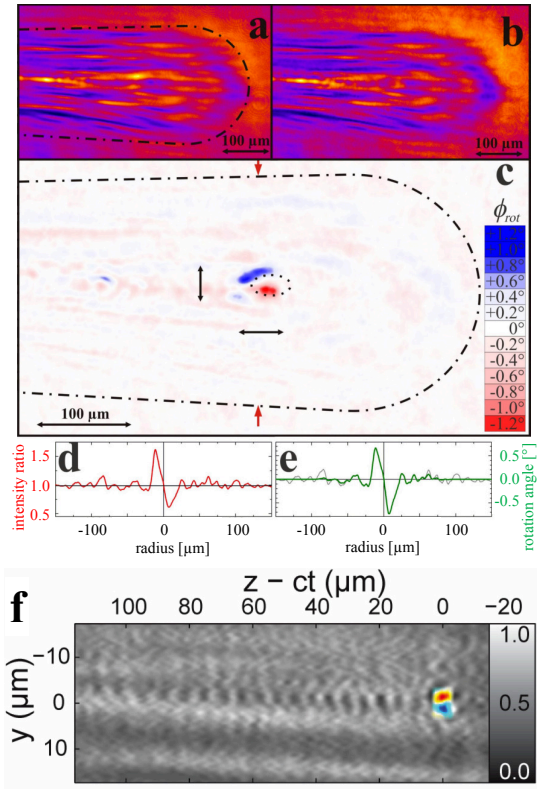 a
b
100 µm
100 µm
c
ϕrot
+1.2°
+1.0°
+0.8°
+0.6°
+0.4°
+0.2°
0°
-0.2°
-0.4°
-0.6°
-0.8°
-1.0°
-1.2°
100 µm
d
intensity ratio
1.5
1.0
0.5
-100
0
100
radius [µm]
e
0.5
0.0
-0.5
rotation angle [°]
-100
0
100
radius [µm]
f
z − ct (µm)
100
80
60
40
20
0
−20
y (µm)
−10
0
10
1.0
0.5
0.0